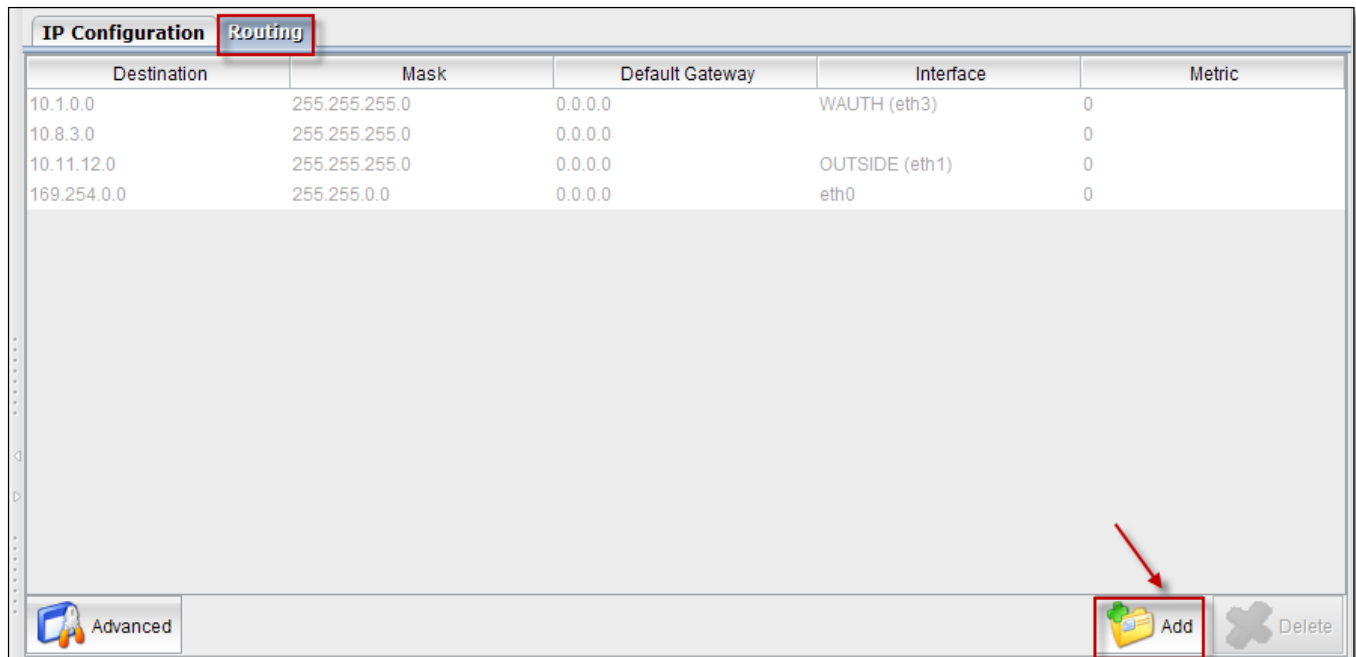 IP Configuration Routing
Destination Mask Default Gateway Interface Metric
10.1.0.0 255.255.255.0 0.0.0.0 WAUTH (eth3) 0
10.8.3.0 255.255.255.0 0.0.0.0 0
10.11.12.0 255.255.255.0 0.0.0.0 OUTSIDE (eth1) 0
169.254.0.0 255.255.0.0 0.0.0.0 eth0 0
Advanced Add Delete